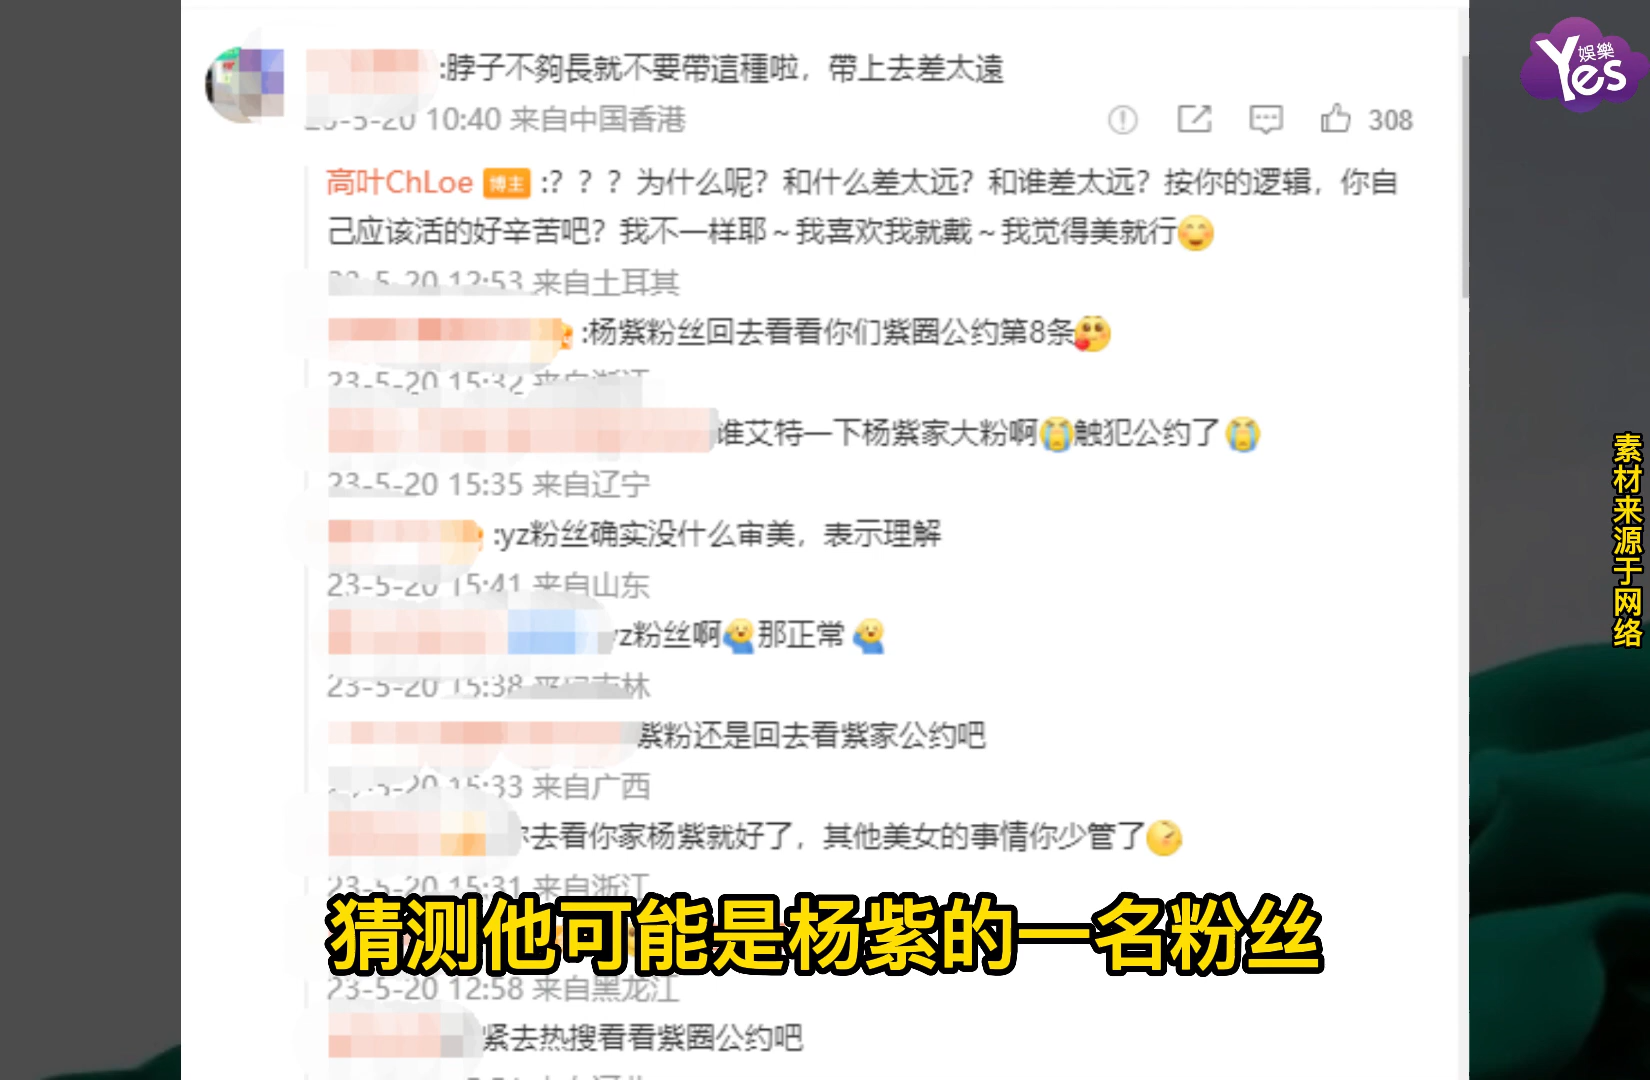 :脖子不夠長就不要帶這種啦，帶上去差太遠
23-5-20 10:40 来自中国香港
308
高叶ChLoe 博主 :？？？为什么呢？和什么差太远？和谁差太远？按你的逻辑，你自
己应该活的好辛苦吧？我不一样耶～我喜欢我就戴～我觉得美就行
23-5-20 12:53 来自土耳其
:杨紫粉丝回去看看你们紫圈公约第8条
23-5-20 15:32 来自浙江
谁艾特一下杨紫家大粉啊触犯公约了
23-5-20 15:35 来自辽宁
:yz粉丝确实没什么审美，表示理解
23-5-20 15:41 来自山东
yz粉丝啊那正常
23-5-20 15:38 来自吉林
紫粉还是回去看紫家公约吧
23-5-20 15:33 来自广西
你去看你家杨紫就好了，其他美女的事情你少管了
23-5-20 15:31 来自浙江
猜测他可能是杨紫的一名粉丝
23-5-20 12:58 来自黑龙江
紧去热搜看看紫圈公约吧
Yes 娛樂
素材来源于网络